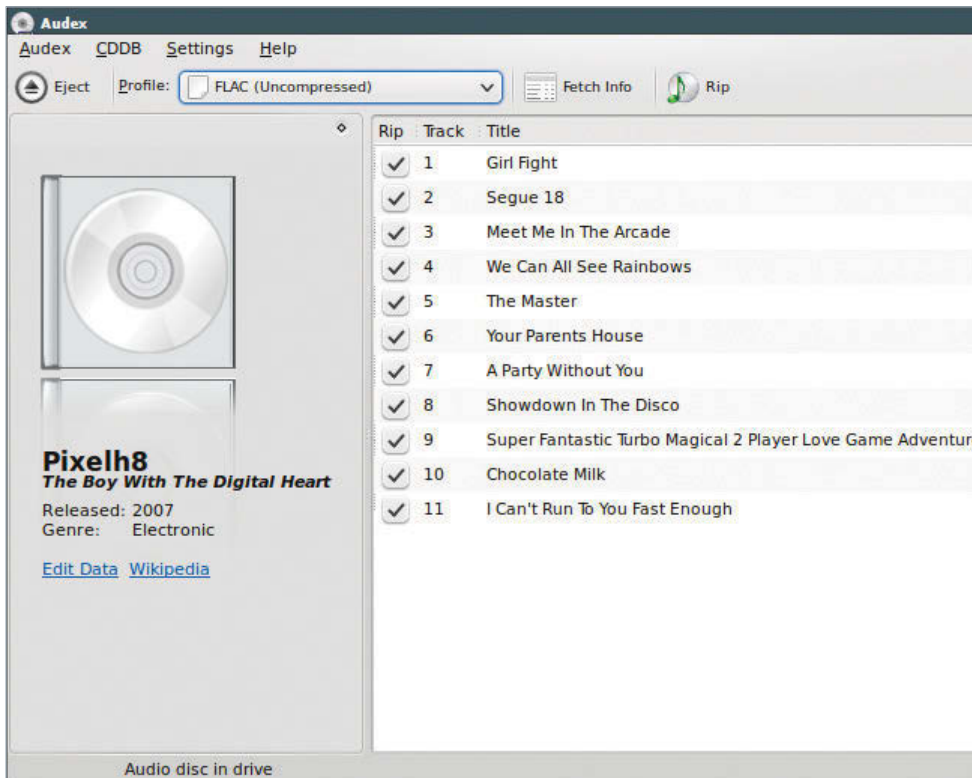 Audex
Audex CDDB Settings Help
Eject Profile: FLAC (Uncompressed) Fetch Info Rip
Rip Track Title
1 Girl Fight
2 Segue 18
3 Meet Me In The Arcade
4 We Can All See Rainbows
5 The Master
6 Your Parents House
7 A Party Without You
8 Showdown In The Disco
9 Super Fantastic Turbo Magical 2 Player Love Game Adventur
10 Chocolate Milk
11 I Can't Run To You Fast Enough
Pixelh8
The Boy With The Digital Heart
Released: 2007
Genre: Electronic
Edit Data Wikipedia
Audio disc in drive